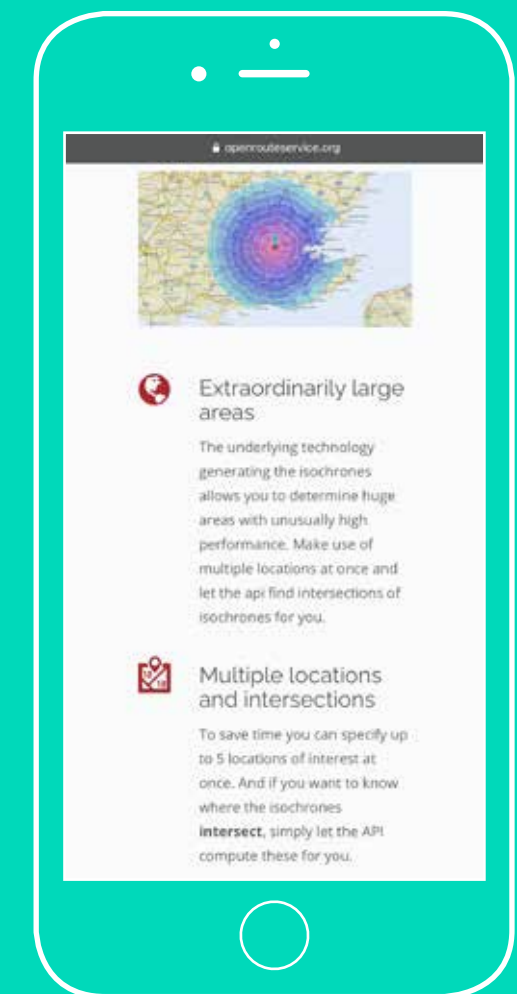 openrouteservice.org
Extraordinarily large
areas
The underlying technology
generating the isochrones
allows you to determine huge
areas with unusually high
performance. Make use of
multiple locations at once and
let the api find intersections of
isochrones for you.
Multiple locations
and intersections
To save time you can specify up
to 5 locations of interest at
once. And if you want to know
where the isochrones
intersect, simply let the API
compute these for you.